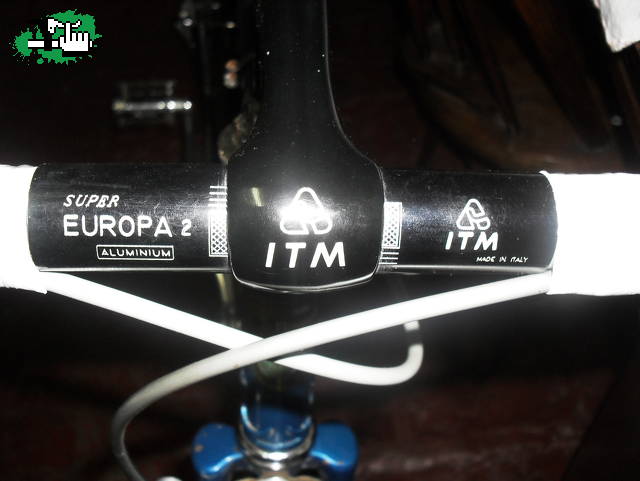 SUPER
EUROPA 2
ALUMINIUM
ITM
ITM
MADE IN ITALY